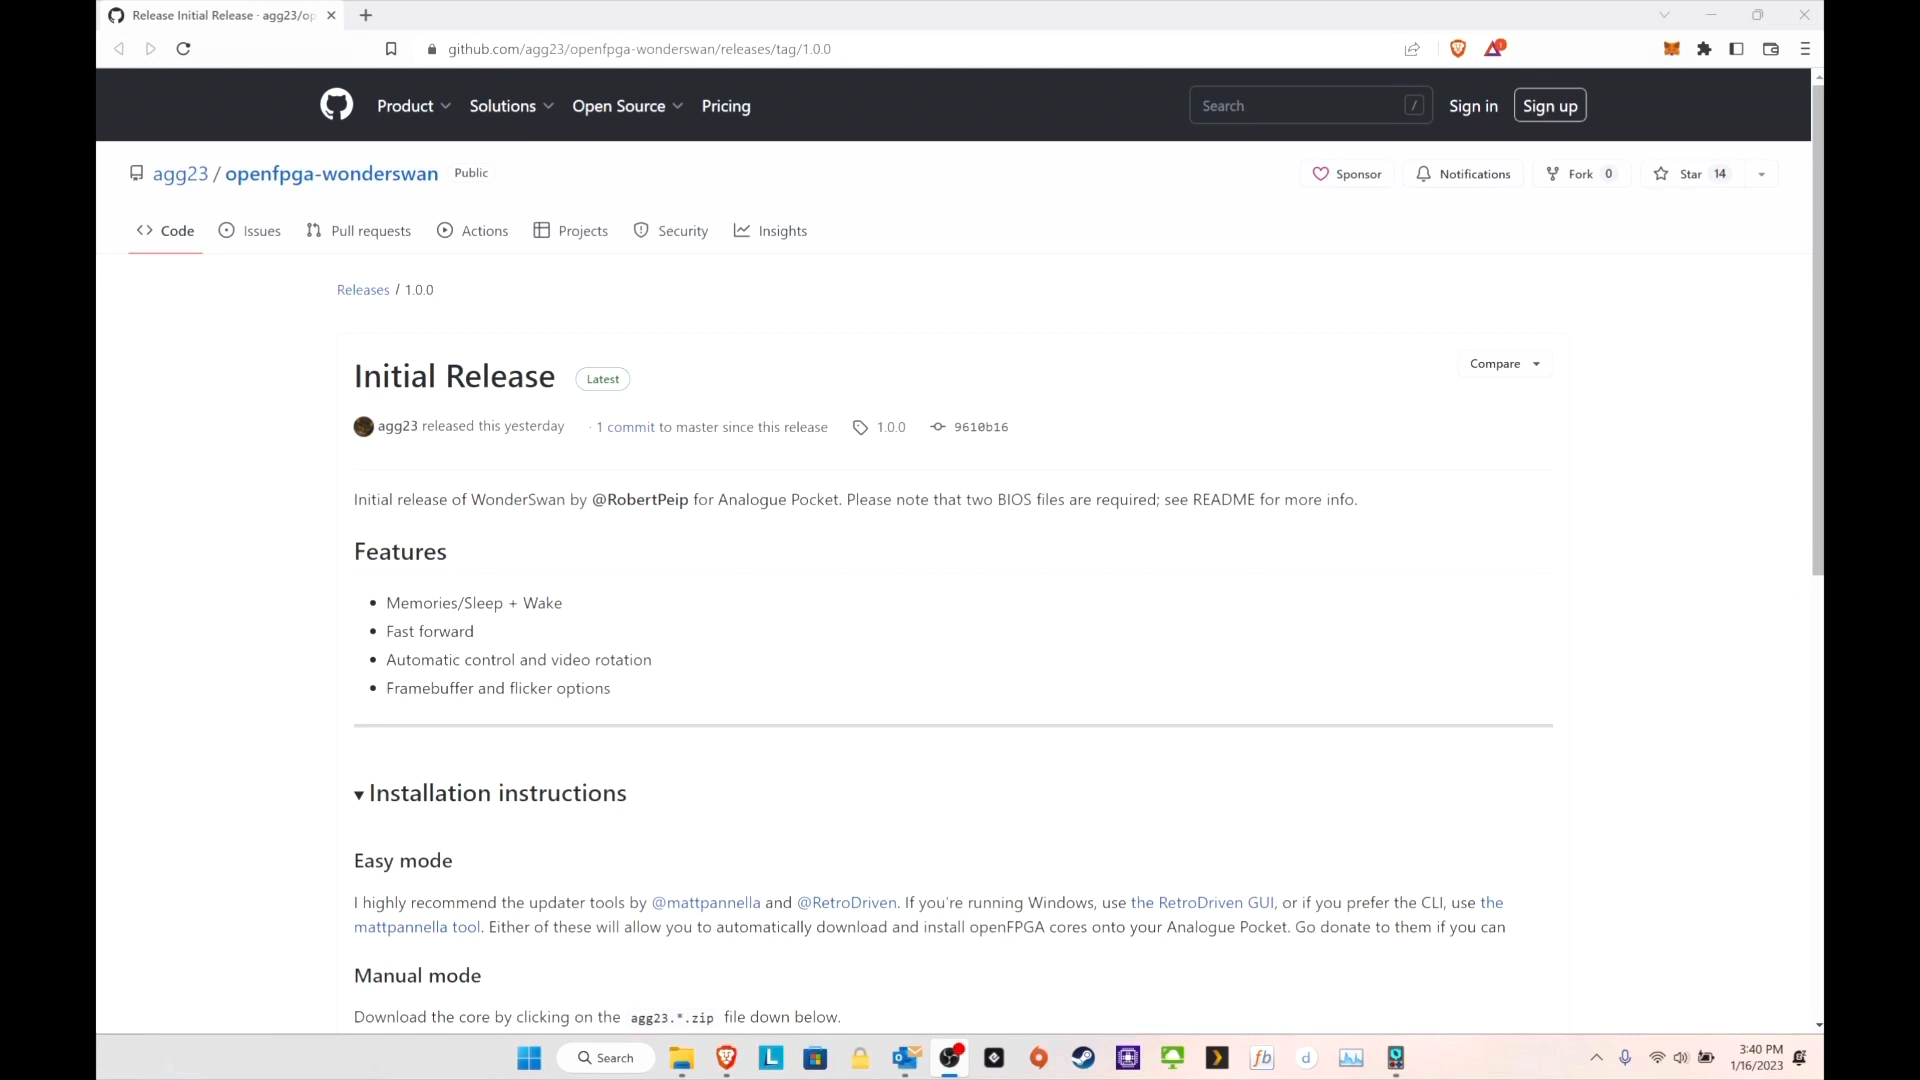 Release Initial Release · agg23/op
github.com/agg23/openfpga-wonderswan/releases/tag/1.0.0
1
Product Solutions Open Source Pricing Search / Sign in Sign up
agg23 / openfpga-wonderswan Public Sponsor Notifications Fork 0 Star 14
Code Issues Pull requests Actions Projects Security Insights
Releases / 1.0.0
Initial Release Latest Compare
agg23 released this yesterday · 1 commit to master since this release 1.0.0 9610b16
Initial release of WonderSwan by @RobertPeip for Analogue Pocket. Please note that two BIOS files are required; see README for more info.
Features
• Memories/Sleep + Wake
• Fast forward
• Automatic control and video rotation
• Framebuffer and flicker options
Installation instructions
Easy mode
I highly recommend the updater tools by @mattpannella and @RetroDriven. If you're running Windows, use the RetroDriven GUI, or if you prefer the CLI, use the
mattpannella tool. Either of these will allow you to automatically download and install openFPGA cores onto your Analogue Pocket. Go donate to them if you can
Manual mode
Download the core by clicking on the agg23.*.zip file down below.
Search L fb d 3:40 PM
1/16/2023